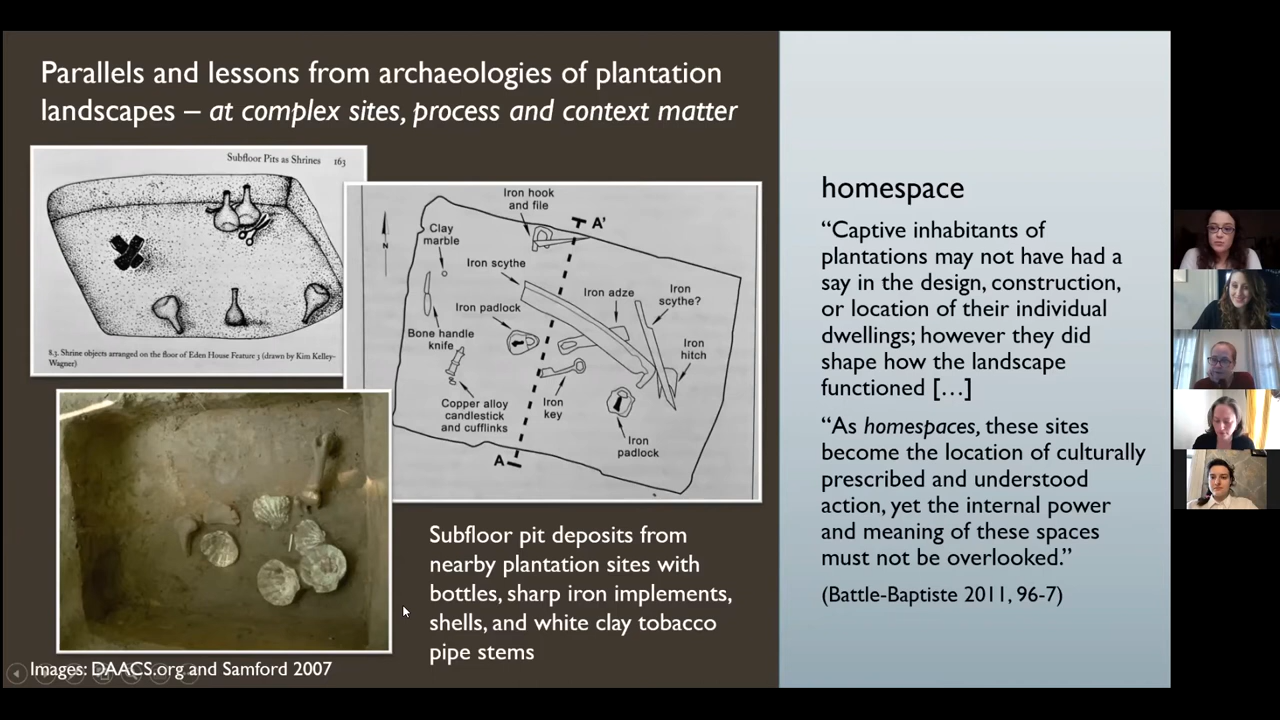 Parallels and lessons from archaeologies of plantation
landscapes – at complex sites, process and context matter
Subfloor Pits as Shrines 163
8.3. Shrine objects arranged on the floor of Eden House Feature 3 (drawn by Kim Kelley-
Wagner)
Iron hook
and file
A'
N
Clay
marble
Iron scythe
Iron adze
Iron
scythe?
Iron padlock
Bone handle
knife
Iron
hitch
Copper alloy
candlestick
and cufflinks
Iron
key
Iron
padlock
A
Subfloor pit deposits from
nearby plantation sites with
bottles, sharp iron implements,
shells, and white clay tobacco
pipe stems
Images: DAACS.org and Samford 2007
homespace
“Captive inhabitants of
plantations may not have had a
say in the design, construction,
or location of their individual
dwellings; however they did
shape how the landscape
functioned […]
“As homespaces, these sites
become the location of culturally
prescribed and understood
action, yet the internal power
and meaning of these spaces
must not be overlooked.”
(Battle-Baptiste 2011, 96-7)